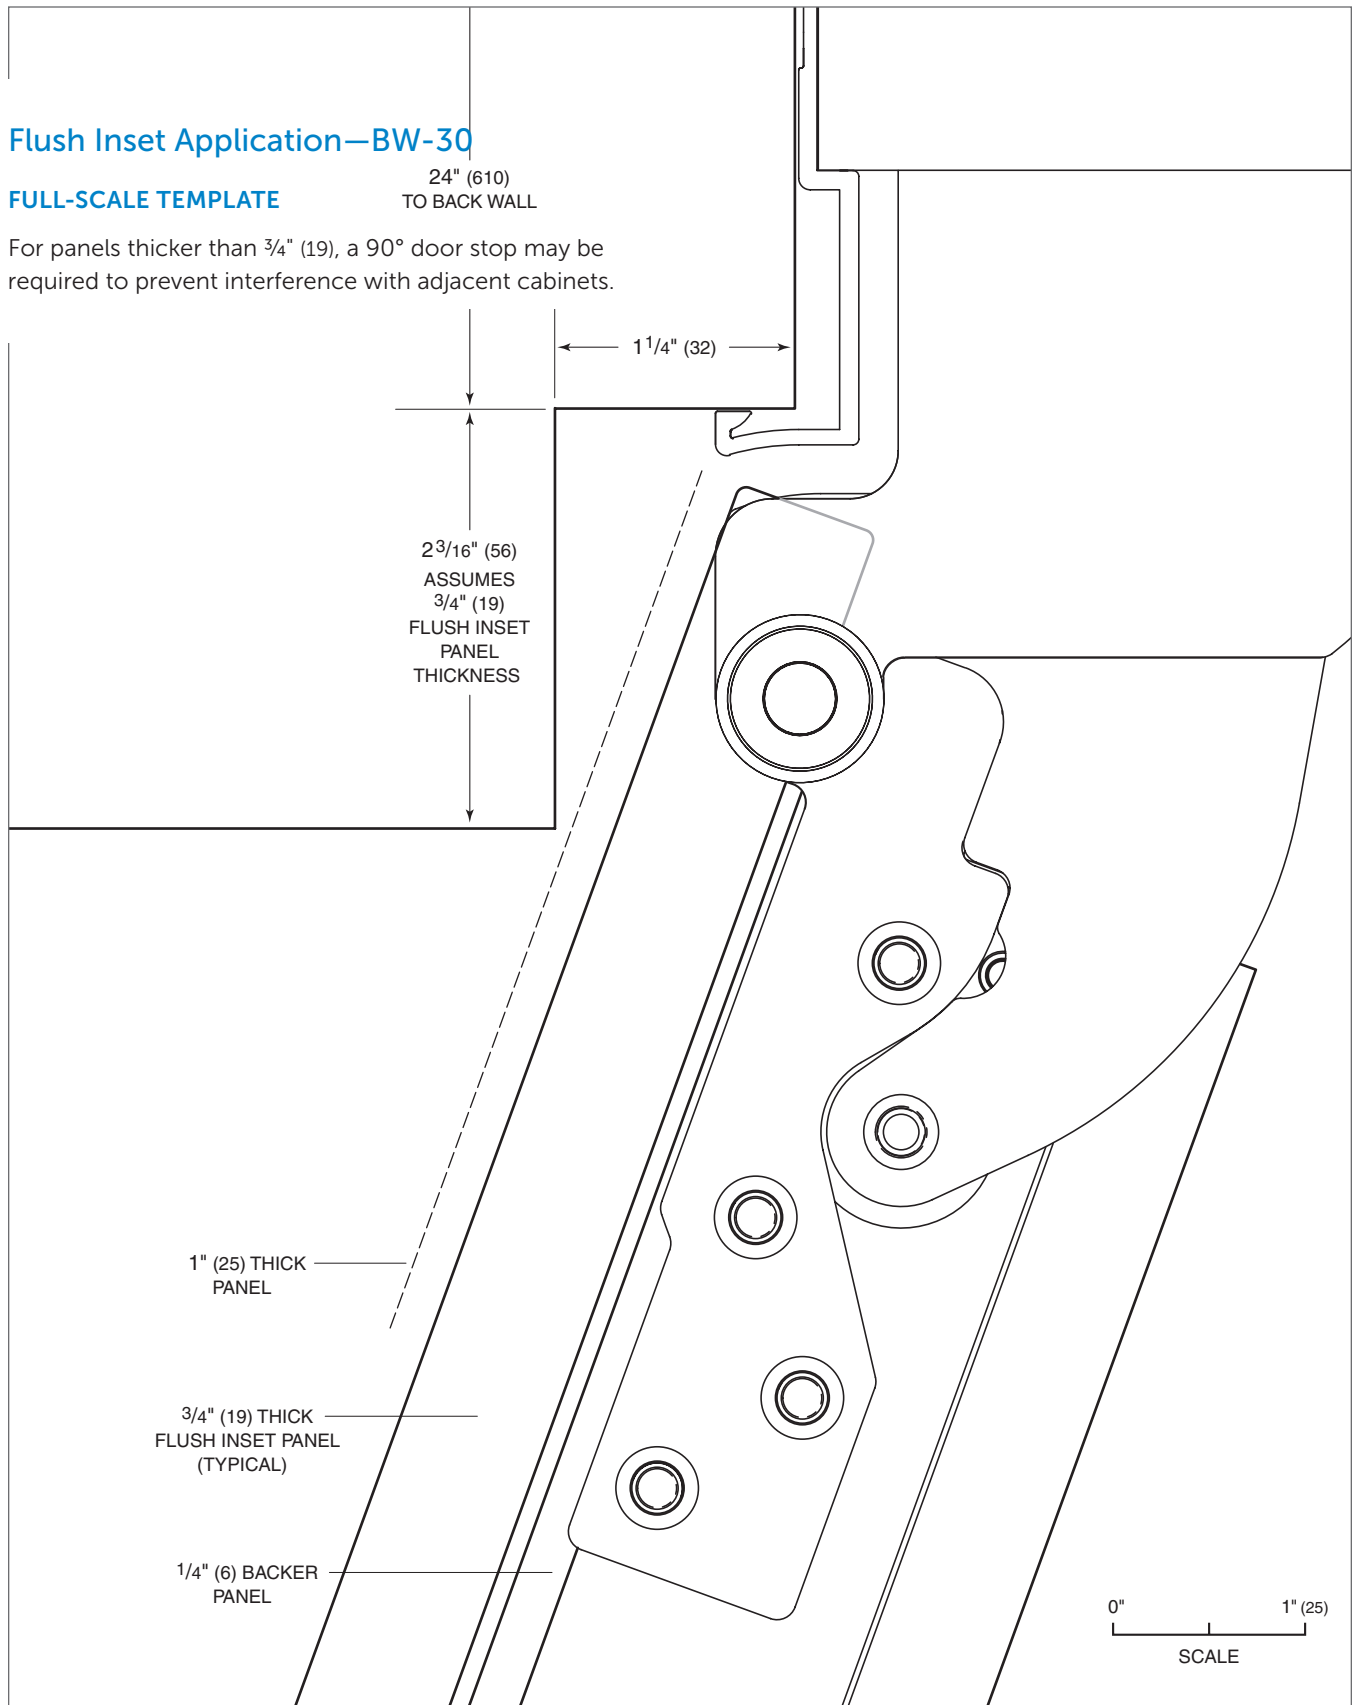 Flush Inset Application—BW-30
FULL-SCALE TEMPLATE
24" (610)
TO BACK WALL
For panels thicker than 3/4" (19), a 90° door stop may be
required to prevent interference with adjacent cabinets.
1 1/4" (32)
2 3/16" (56)
ASSUMES
3/4" (19)
FLUSH INSET
PANEL
THICKNESS
1" (25) THICK
PANEL
3/4" (19) THICK
FLUSH INSET PANEL
(TYPICAL)
1/4" (6) BACKER
PANEL
0" 1" (25)
SCALE